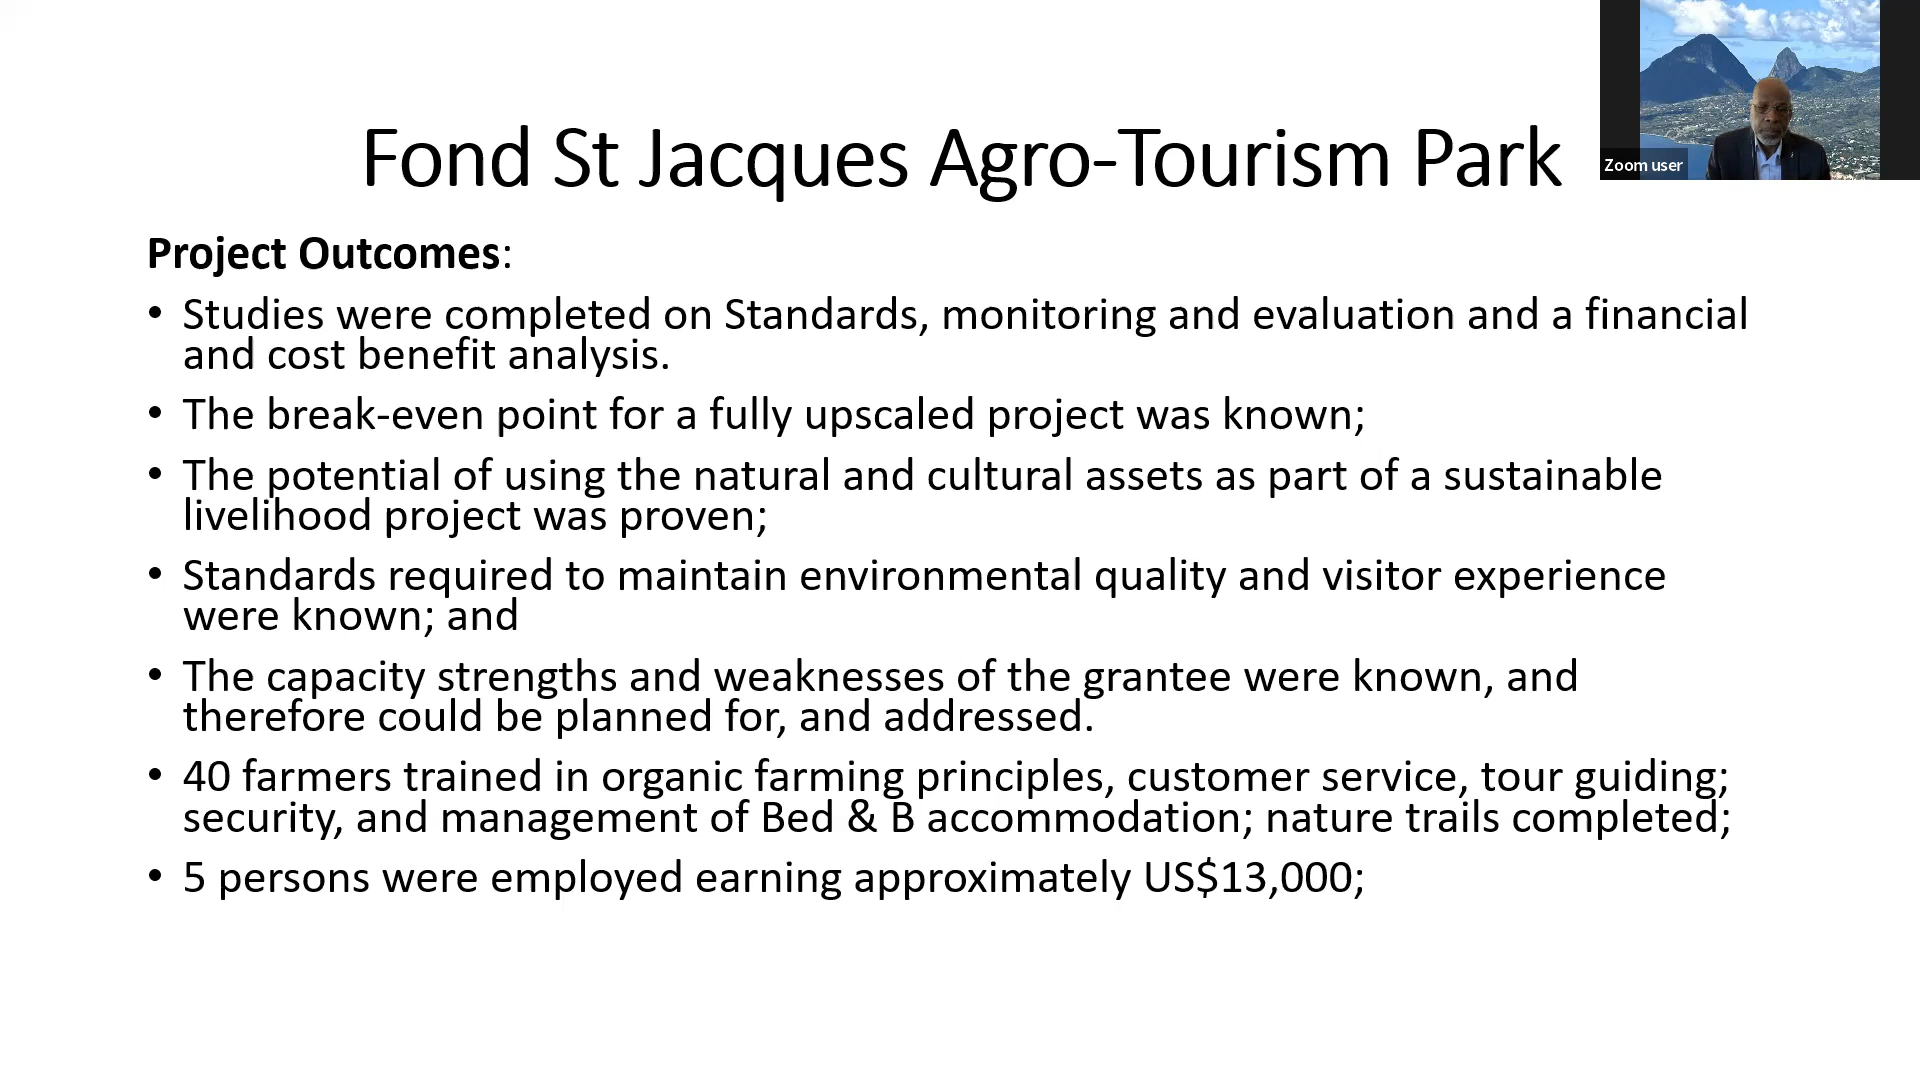 Fond St Jacques Agro-Tourism Park
Zoom user
Project Outcomes:
• Studies were completed on Standards, monitoring and evaluation and a financial
and cost benefit analysis.
• The break-even point for a fully upscaled project was known;
• The potential of using the natural and cultural assets as part of a sustainable
livelihood project was proven;
• Standards required to maintain environmental quality and visitor experience
were known; and
• The capacity strengths and weaknesses of the grantee were known, and
therefore could be planned for, and addressed.
• 40 farmers trained in organic farming principles, customer service, tour guiding;
security, and management of Bed & B accommodation; nature trails completed;
• 5 persons were employed earning approximately US$13,000;